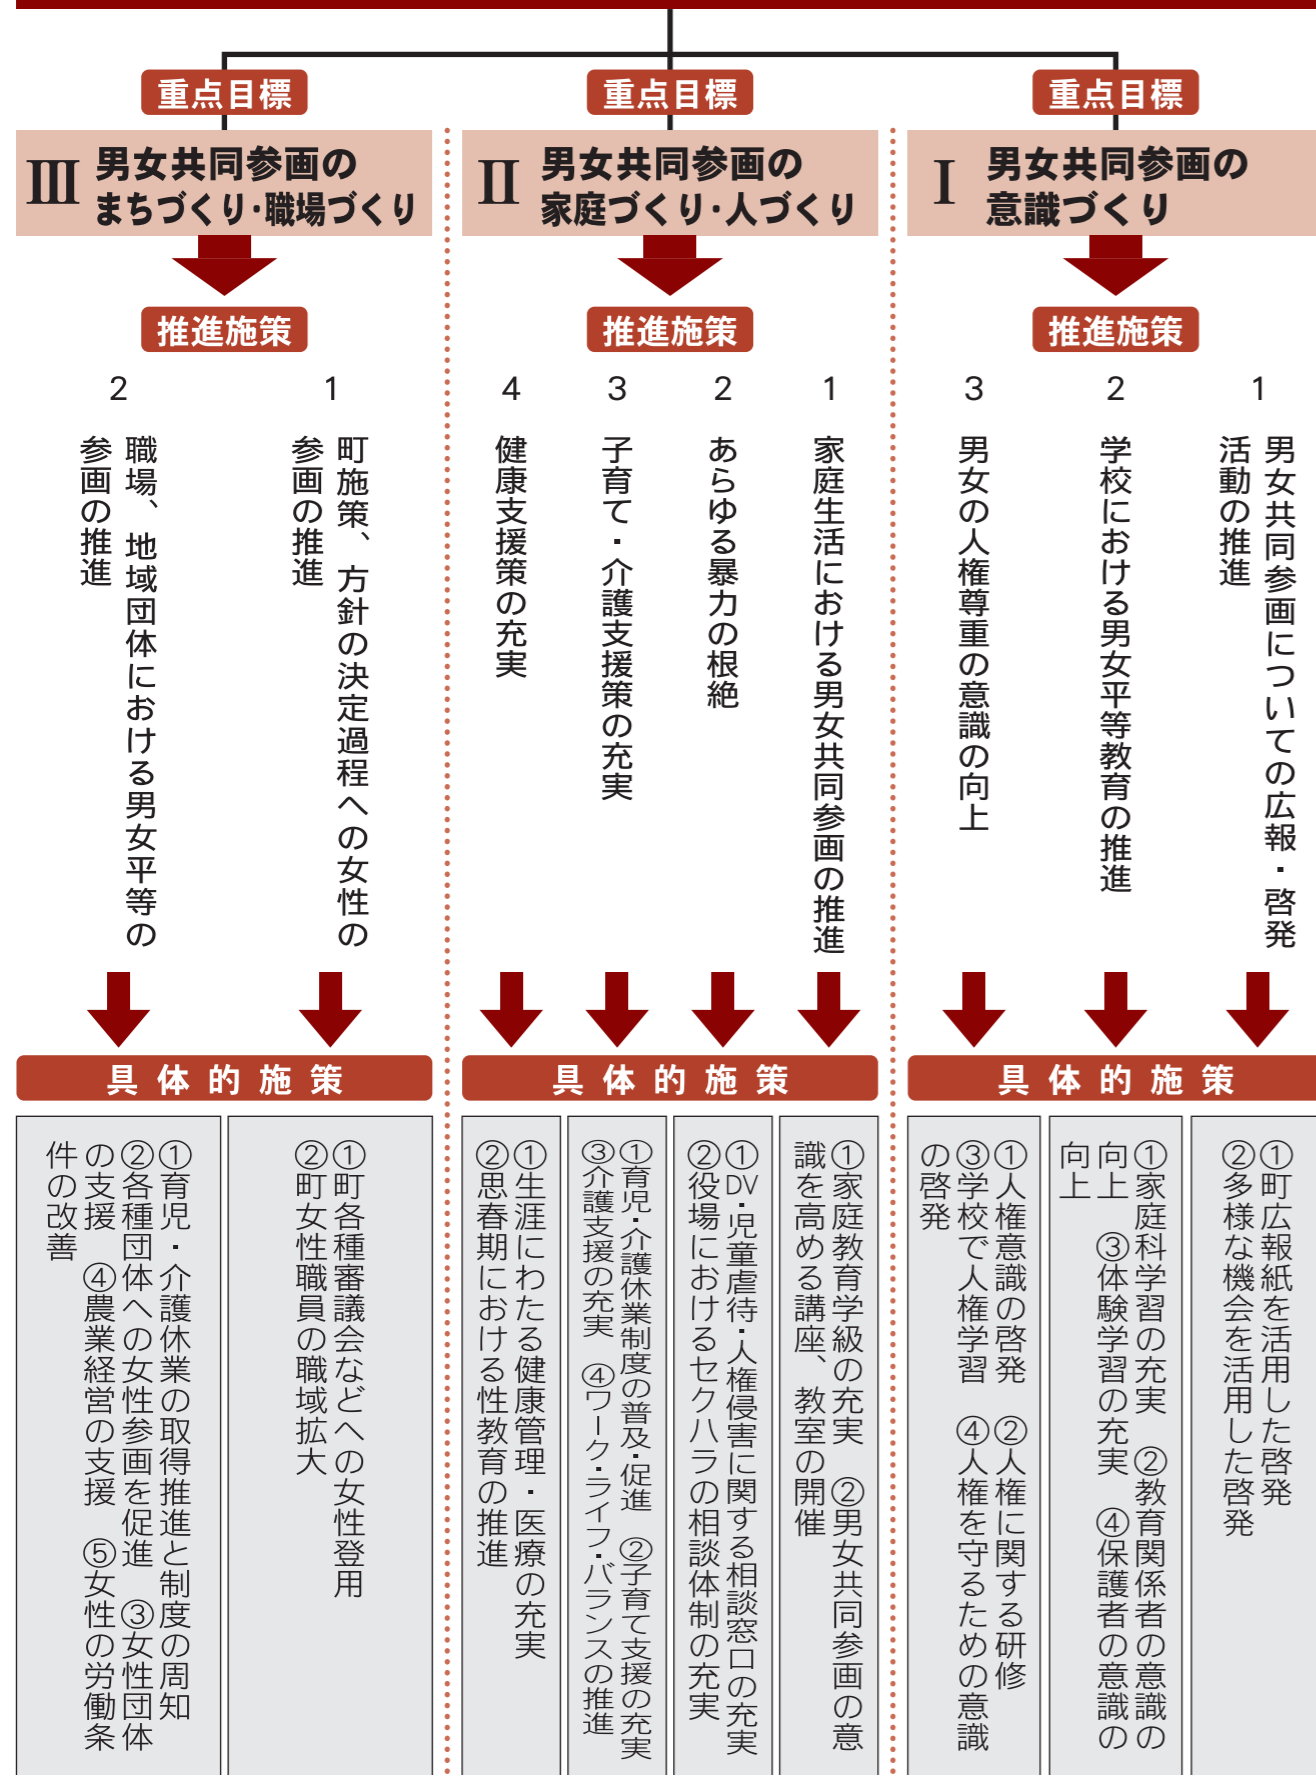 重点目標
I 男女共同参画の
意識づくり
推進施策
1
男女共同参画についての広報・啓発
活動の推進
2
学校における男女平等教育の推進
3
男女の人権尊重の意識の向上
具体的施策
①町広報紙を活用した啓発
②多様な機会を活用した啓発
①家庭科学習の充実 ②教育関係者の意識の
向上 ③体験学習の充実 ④保護者の意識の
向上
①人権意識の啓発 ②人権に関する研修
③学校で人権学習 ④人権を守るための意識
の啓発
重点目標
II 男女共同参画の
家庭づくり・人づくり
推進施策
1
家庭生活における男女共同参画の推進
2
あらゆる暴力の根絶
3
子育て・介護支援策の充実
4
健康支援策の充実
具体的施策
①家庭教育学級の充実 ②男女共同参画の意
識を高める講座、教室の開催
①DV・児童虐待・人権侵害に関する相談窓口の充実
②役場におけるセクハラの相談体制の充実
①育児・介護休業制度の普及・促進 ②子育て支援の充実
③介護支援の充実 ④ワーク・ライフ・バランスの推進
①生涯にわたる健康管理・医療の充実
②思春期における性教育の推進
重点目標
III 男女共同参画の
まちづくり・職場づくり
推進施策
1
町施策、方針の決定過程への女性の
参画の推進
2
職場、地域団体における男女平等の
参画の推進
具体的施策
①町各種審議会などへの女性登用
②町女性職員の職域拡大
①育児・介護休業の取得推進と制度の周知
②各種団体への女性参画を促進 ③女性団体
の支援 ④農業経営の支援 ⑤女性の労働条
件の改善